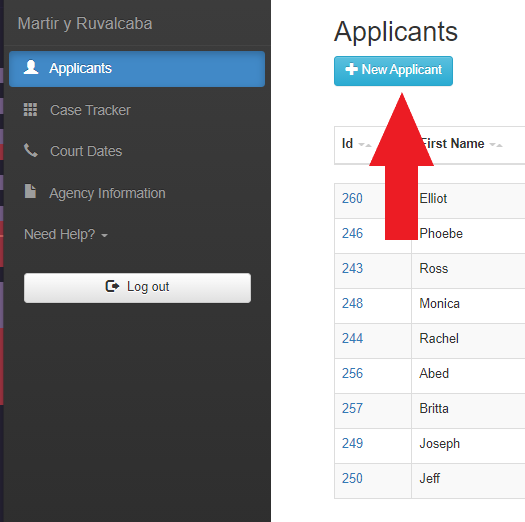 Martir y Ruvalcaba
Applicants
Case Tracker
Court Dates
Agency Information
Need Help?
Log out
Applicants
New Applicant
Id First Name
260 Elliot
246 Phoebe
243 Ross
248 Monica
244 Rachel
256 Abed
257 Britta
249 Joseph
250 Jeff